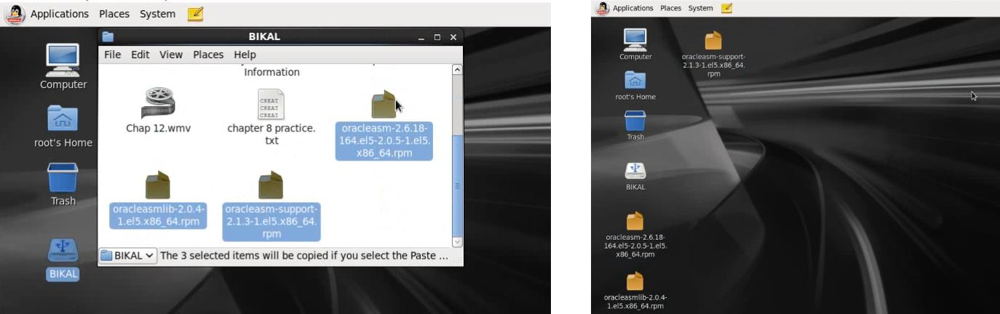 Applications Places System
Computer
root's Home
Trash
BIKAL
BIKAL
File Edit View Places Help
Information
Chap 12.wmv
CREAT
CREAT
CREAT
chapter 8 practice.
txt
oracleasm-2.6.18-
164.el5-2.0.5-1.el5.
x86_64.rpm
oracleasmlib-2.0.4-
1.el5.x86_64.rpm
oracleasm-support-
2.1.3-1.el5.x86_64.
rpm
BIKAL The 3 selected items will be copied if you select the Paste ...
Applications Places System
Computer
root's Home
Trash
BIKAL
oracleasm-2.6.18-
164.el5-2.0.5-1.el5.
x86_64.rpm
oracleasmlib-2.0.4-
1.el5.x86_64.rpm
oracleasm-support-
2.1.3-1.el5.x86_64.
rpm